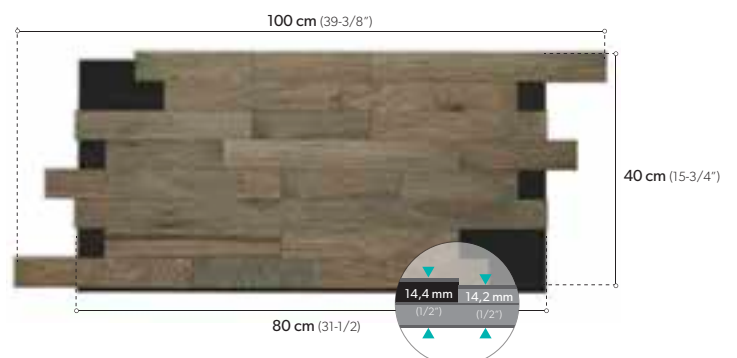 100 cm (39-3/8”)
40 cm (15-3/4”)
14,4 mm 14,2 mm
(1/2”) (1/2”)
80 cm (31-1/2)